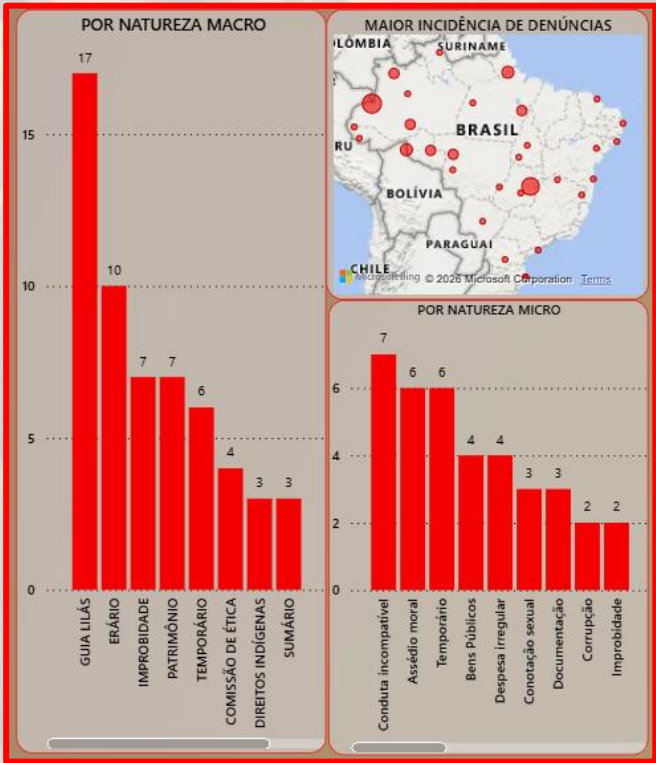 POR NATUREZA MACRO
17
15
10
10
7
7
6
5
4
3
3
0
GUIA LILÁS
ERÁRIO
IMPROBIDADE
PATRIMÔNIO
TEMPORÁRIO
COMISSÃO DE ÉTICA
DIREITOS INDÍGENAS
SUMÁRIO
MAIOR INCIDÊNCIA DE DENÚNCIAS
LÔMBIA
SURINAME
BRASIL
RU
BOLÍVIA
PARAGUAI
CHILE
Microsoft Bing © 2026 Microsoft Corporation Terms
POR NATUREZA MICRO
7
6
6
6
4
4
4
3
3
2
2
2
0
Conduta incompatível
Assédio moral
Temporário
Bens Públicos
Despesa irregular
Conotação sexual
Documentação
Corrupção
Improbidade